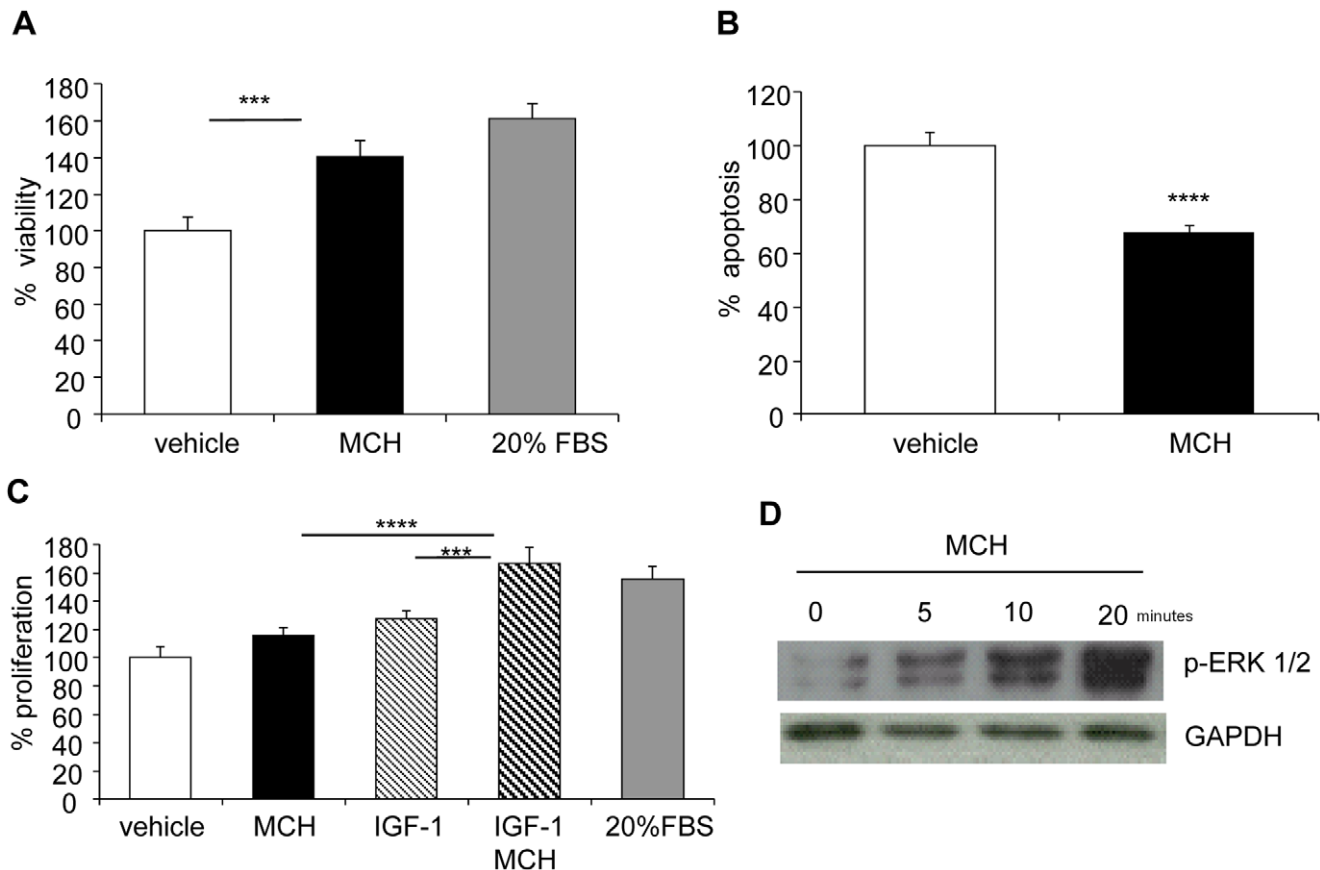 A
180
160
140
120
100
80
60
40
20
0
% viability
***
vehicle MCH 20% FBS
B
120
100
80
60
40
20
0
% apoptosis
****
vehicle MCH
C
180
160
140
120
100
80
60
40
20
0
% proliferation
****
***
vehicle MCH IGF-1 IGF-1 20%FBS
MCH
D
MCH
0 5 10 20 minutes
p-ERK 1/2
GAPDH